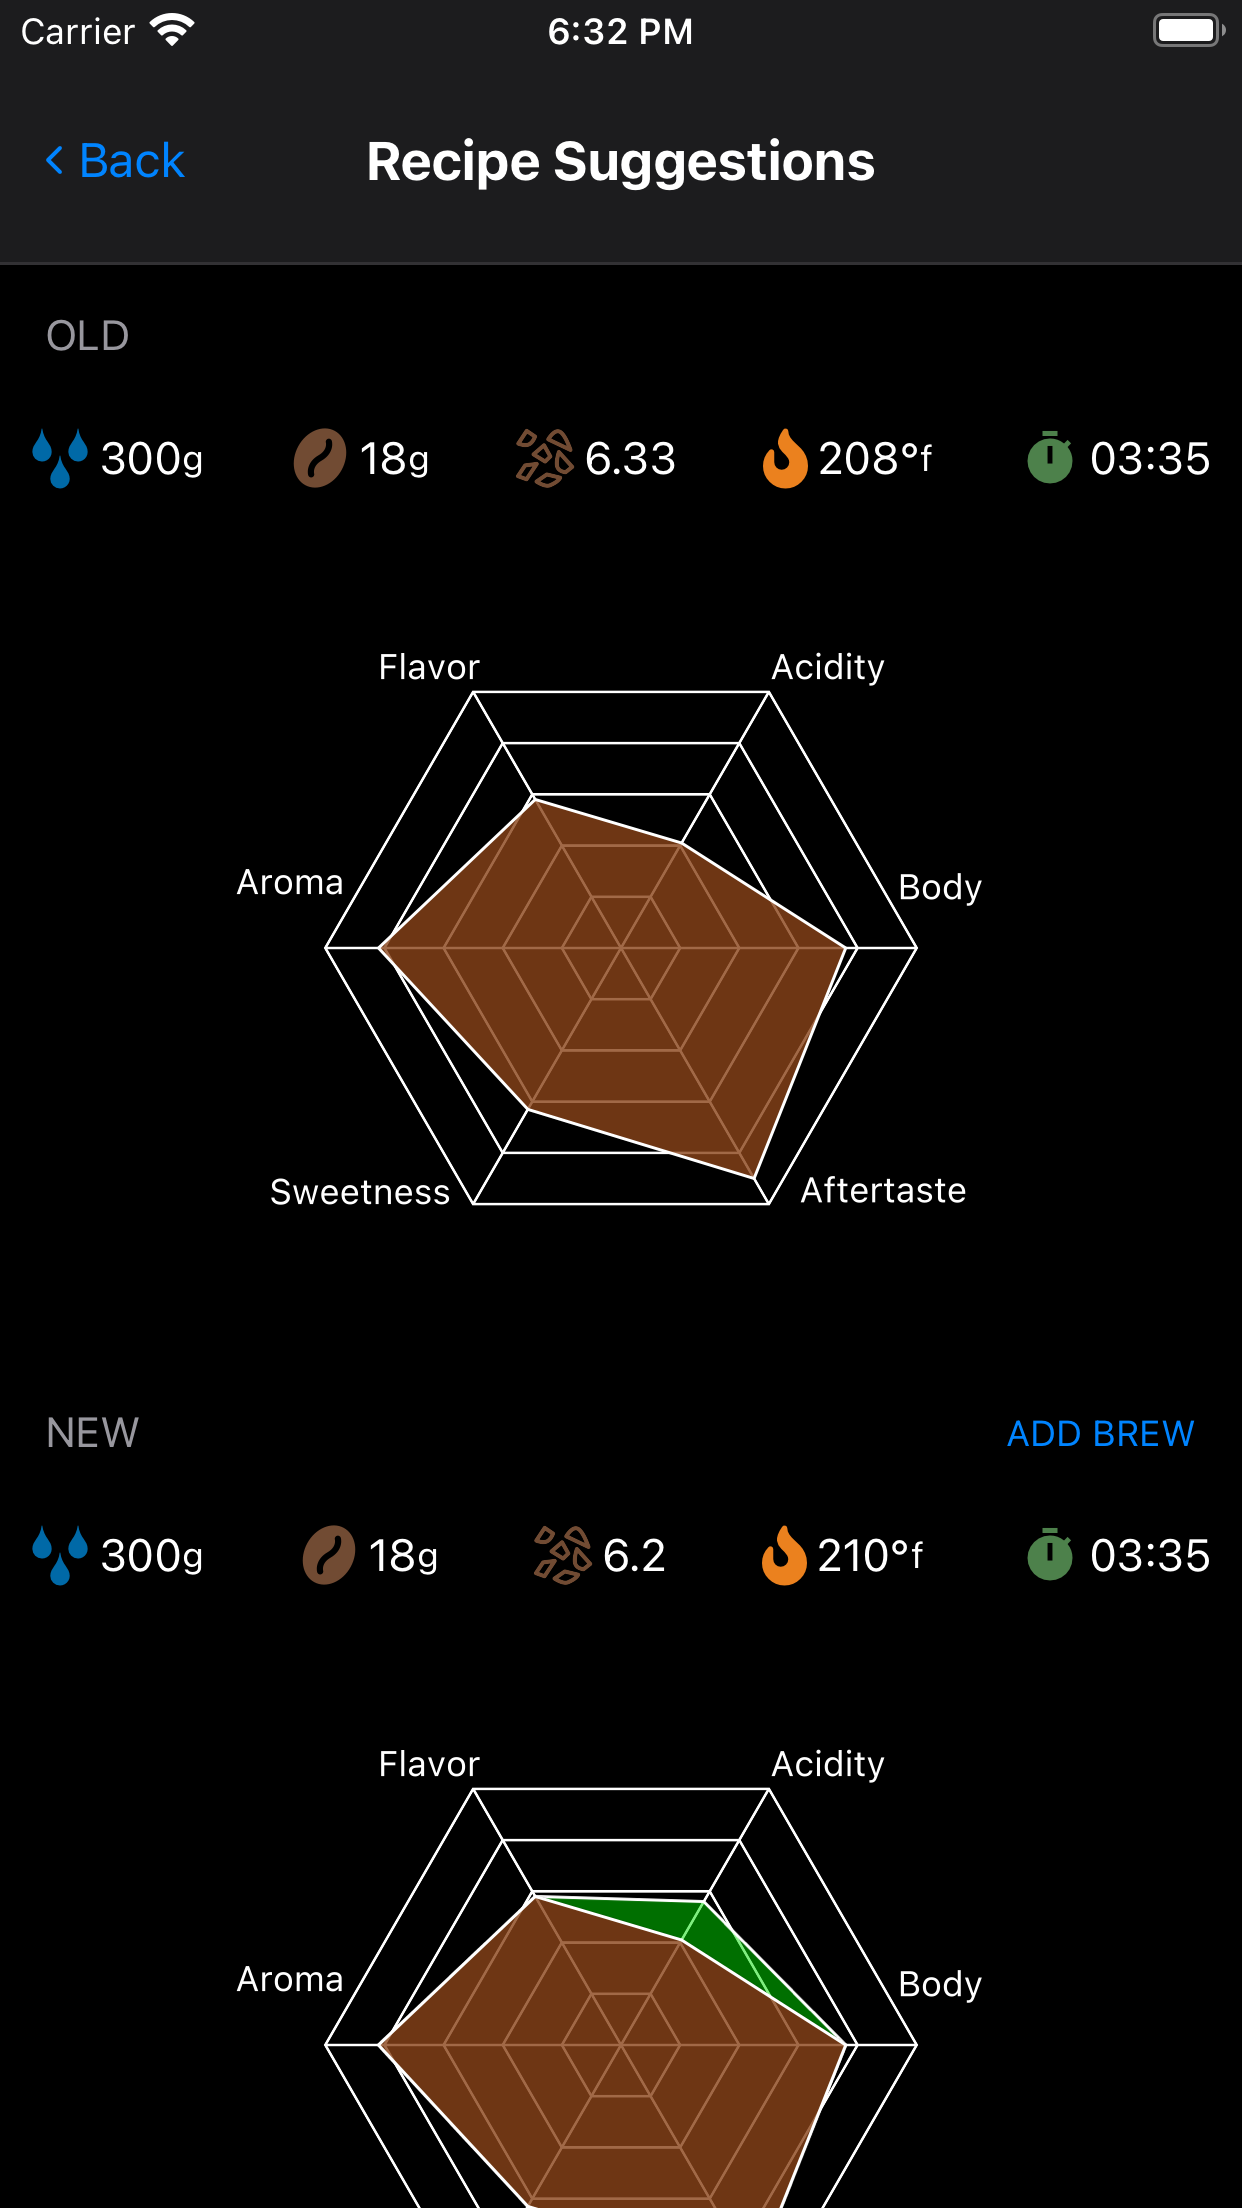 Carrier 6:32 PM
Back Recipe Suggestions
OLD
300g 18g 6.33 208°f 03:35
Flavor Acidity
Aroma Body
Sweetness Aftertaste
NEW ADD BREW
300g 18g 6.2 210°f 03:35
Flavor Acidity
Aroma Body